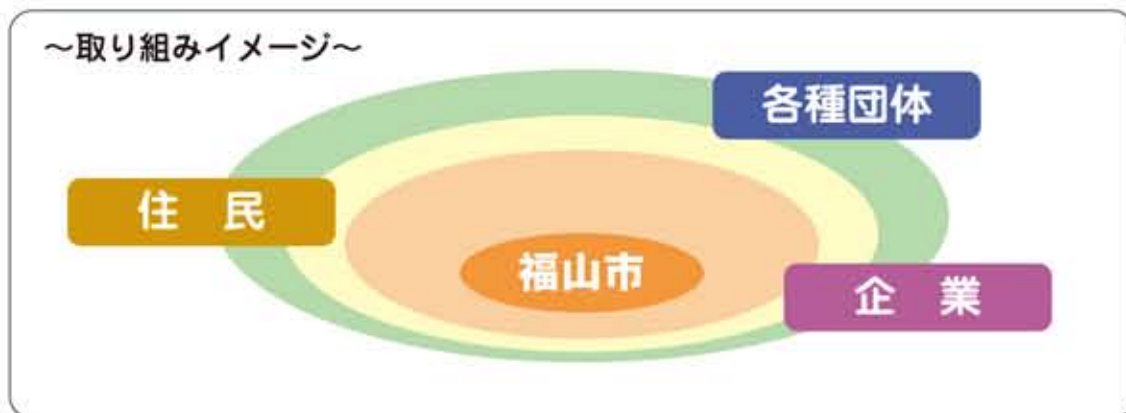 ～取り組みイメージ～
各種団体
住　民
福山市
企　業